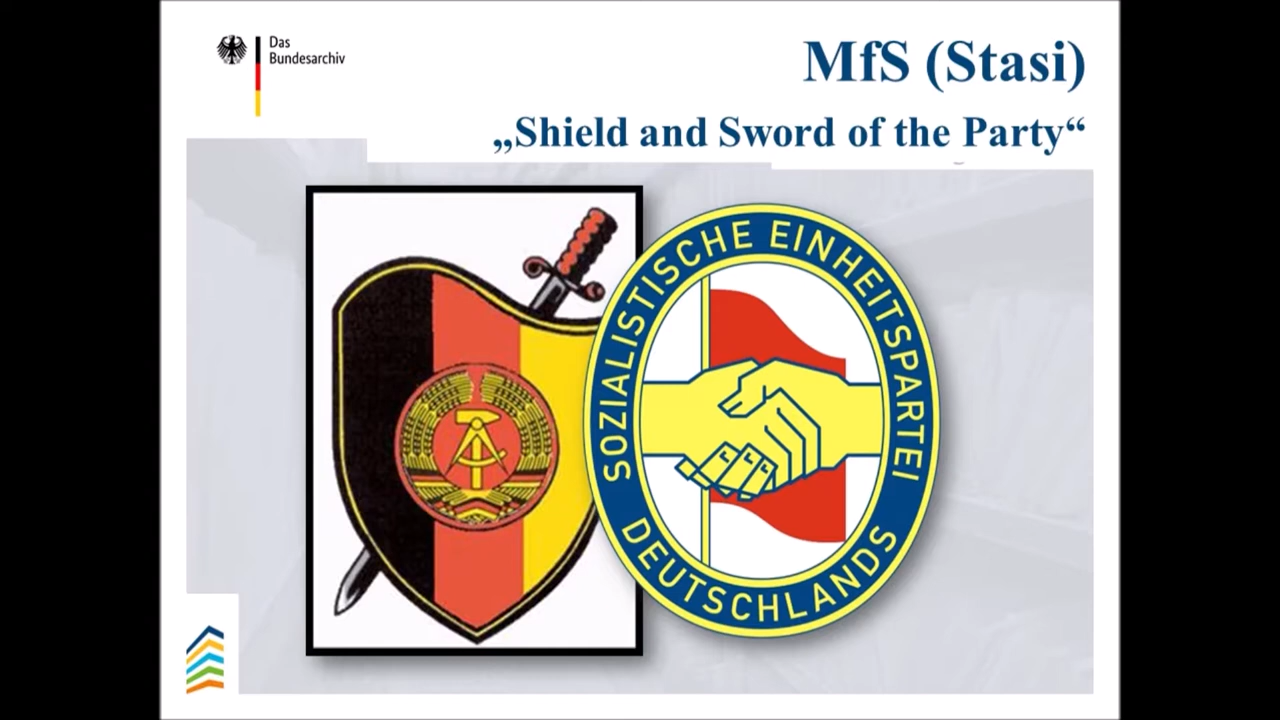 Das
Bundesarchiv
MfS (Stasi)
„Shield and Sword of the Party“
SOZIALISTISCHE EINHEITSPARTEI
DEUTSCHLANDS